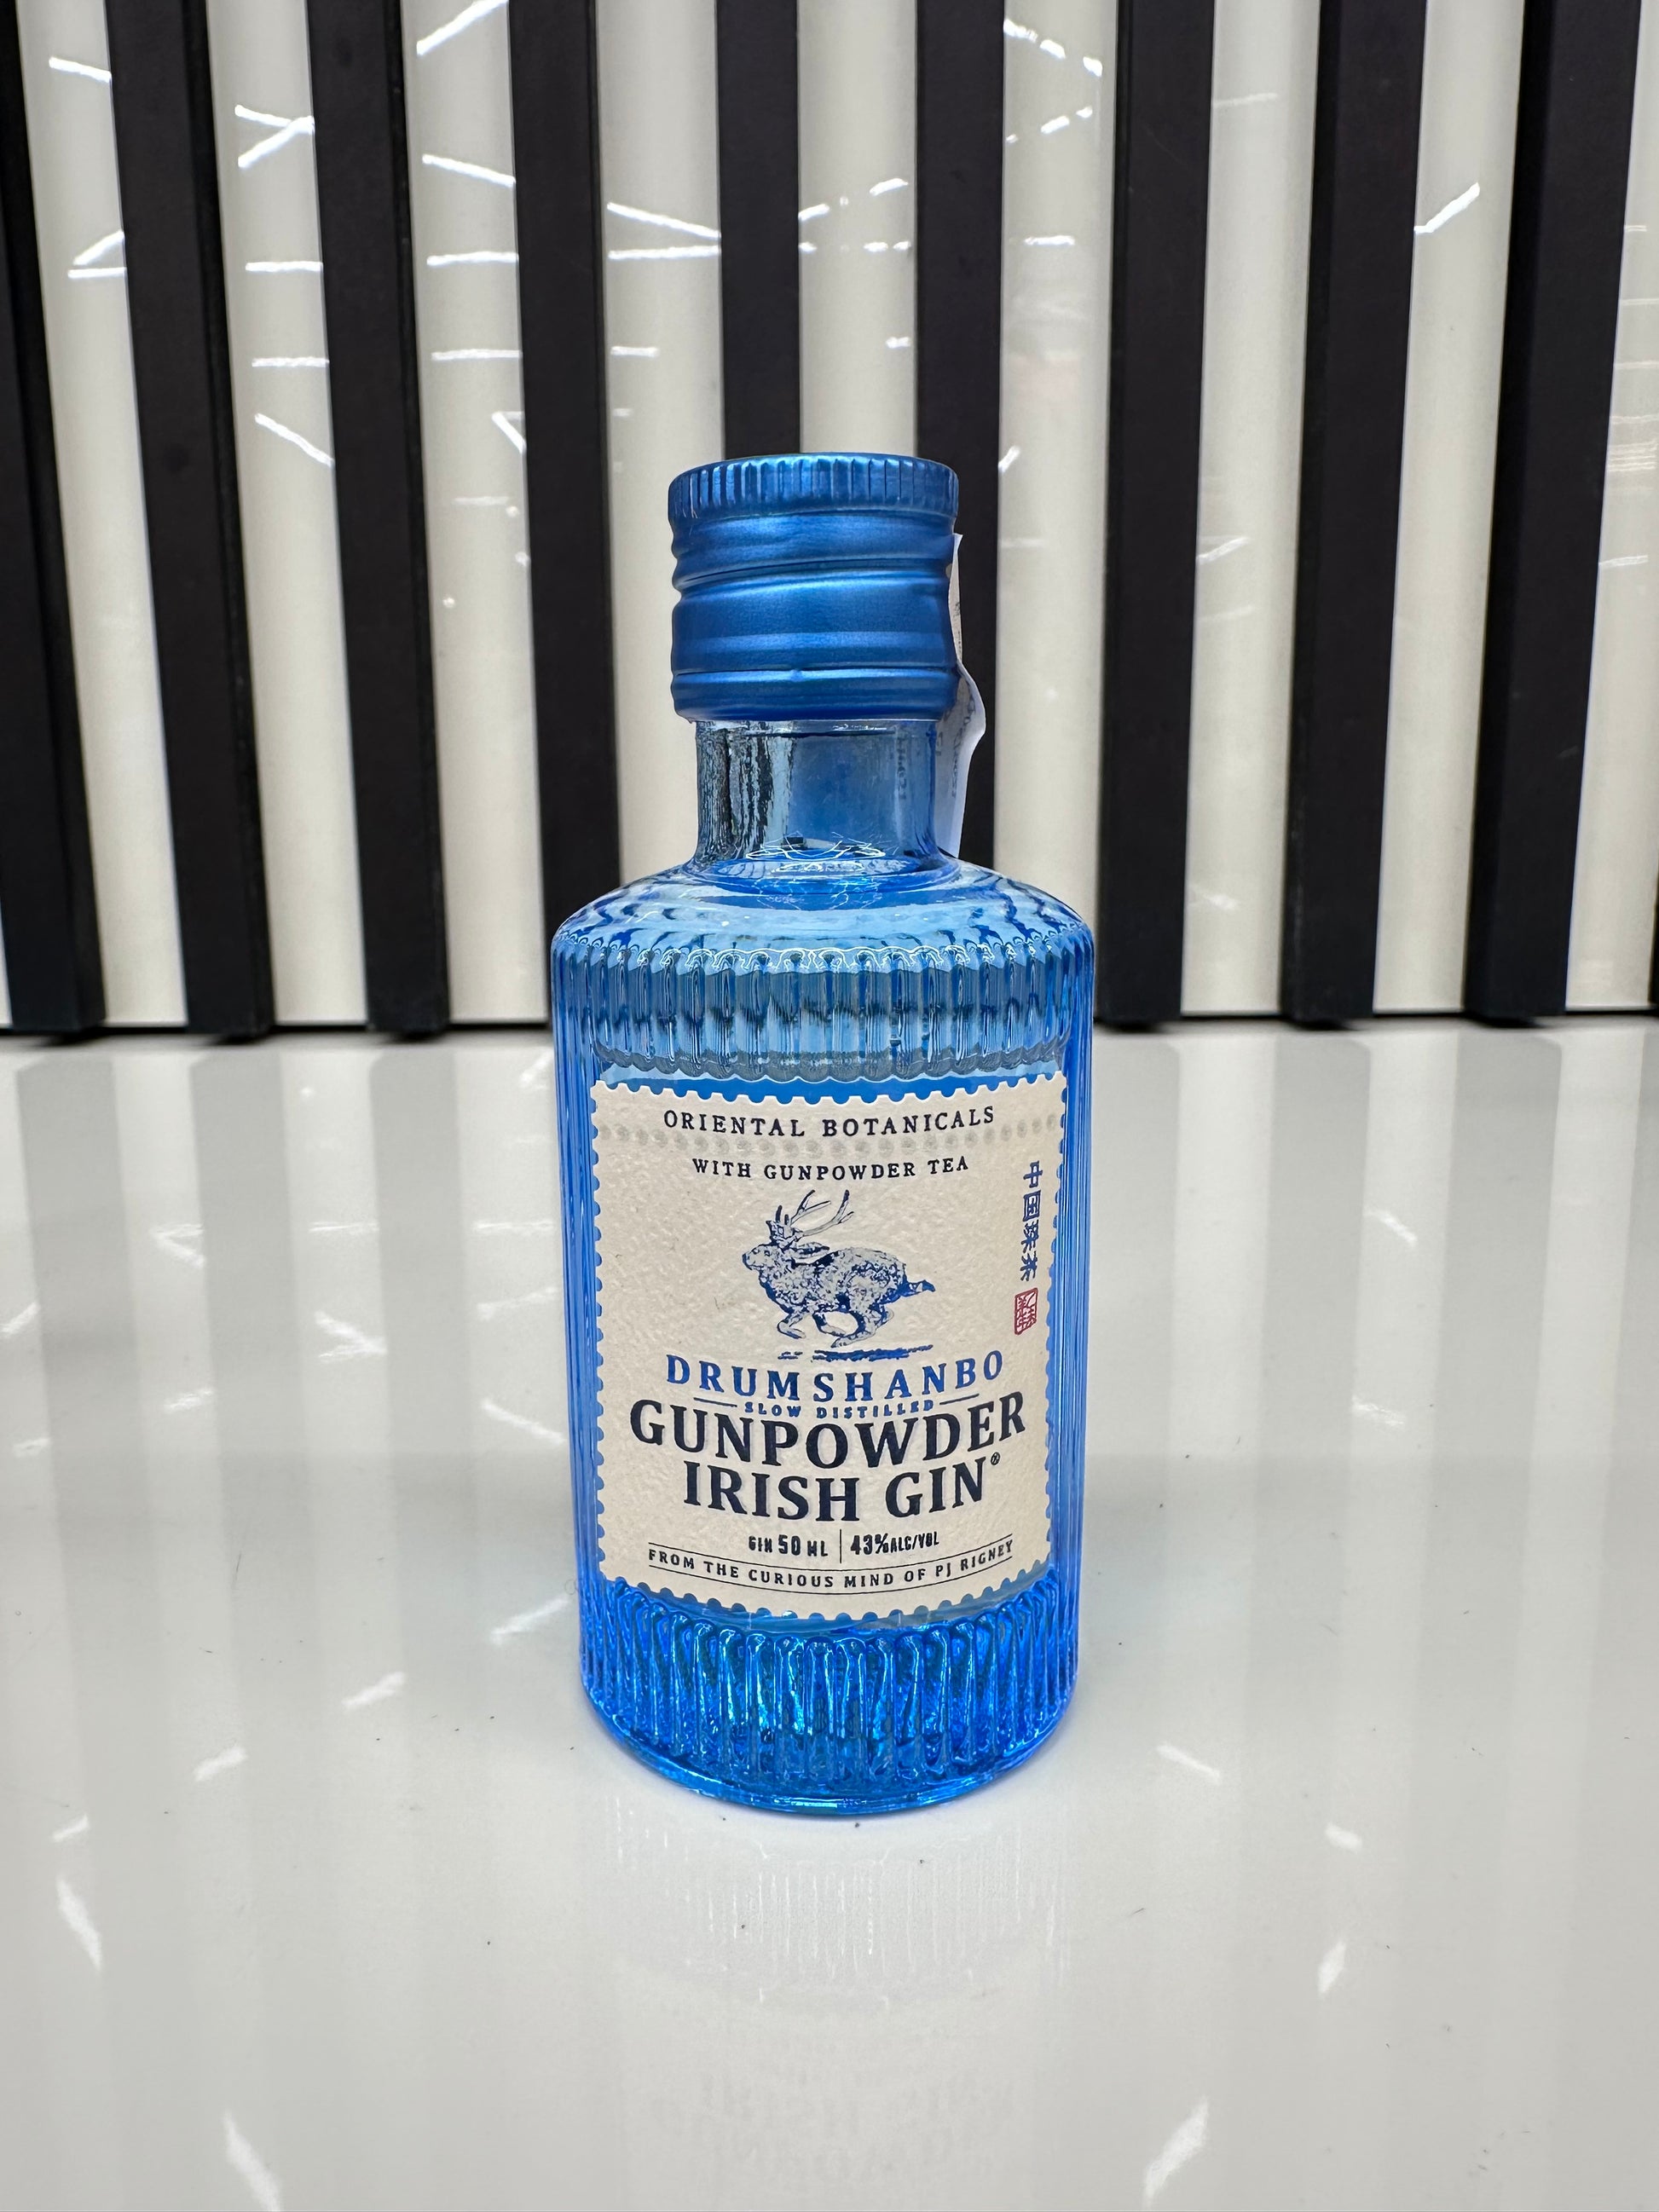 ORIENTAL BOTANICALS
WITH GUNPOWDER TEA
中国珠茶
DRUMSHANBO
SLOW DISTILLED
GUNPOWDER
IRISH GIN®
GIN 50 ML | 43% ALC/VOL
FROM THE CURIOUS MIND OF PJ RIGNEY